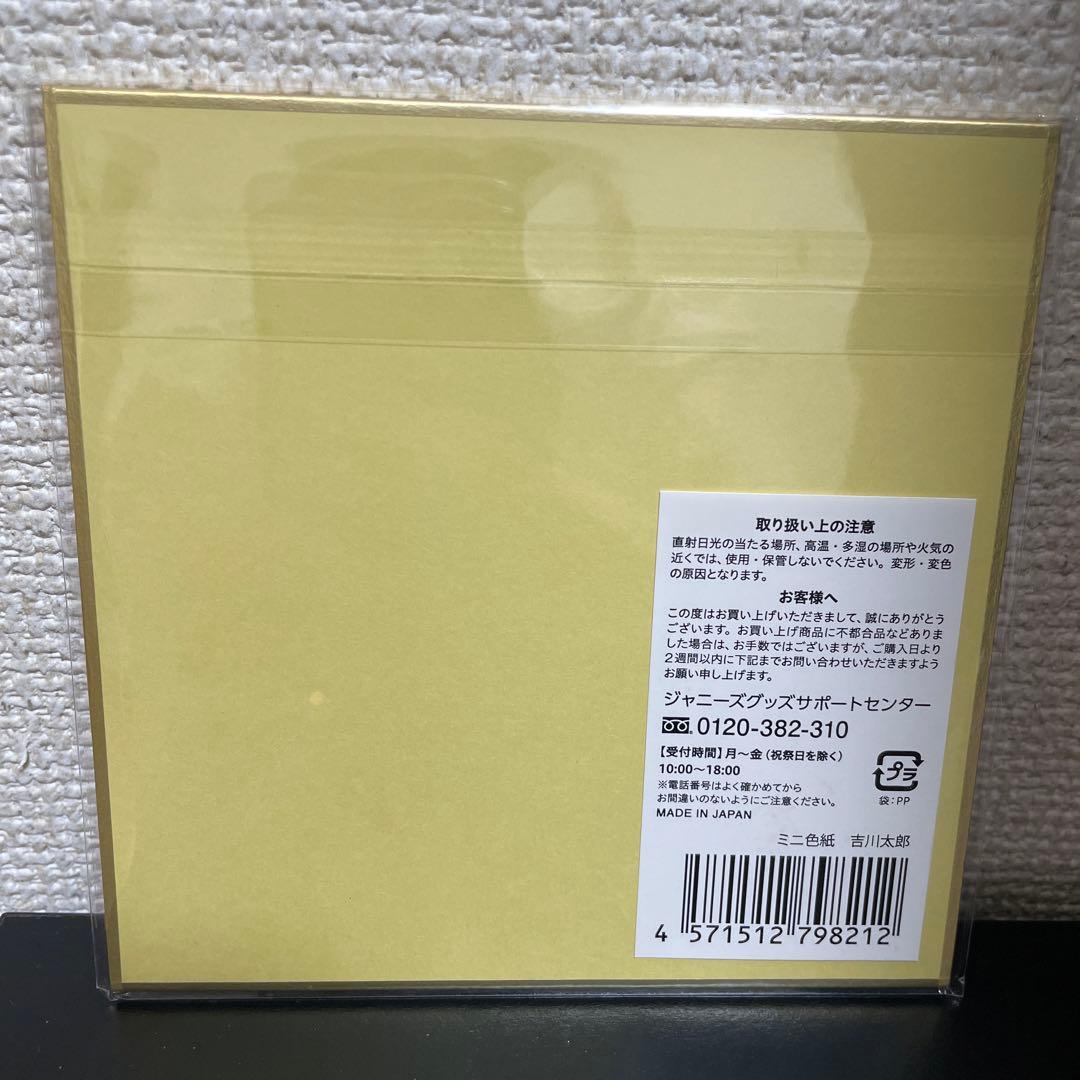 取り扱い上の注意
直射日光の当たる場所、高温・多湿の場所や火気の
近くでは、使用・保管しないでください。変形・変色
の原因となります。
お客様へ
この度はお買い上げいただきまして、誠にありがとう
ございます。お買い上げ商品に不都合品などありま
した場合は、お手数ではございますが、ご購入日より
2週間以内に下記までお問い合わせいただきますよう
お願い申し上げます。
ジャニーズグッズサポートセンター
0120-382-310
【受付時間】月〜金（祝祭日を除く）
10:00〜18:00
※電話番号はよく確かめてから
お間違いのないようにご注意ください。
MADE IN JAPAN
プラ
袋：PP
ミニ色紙　吉川太郎
4 571512 798212